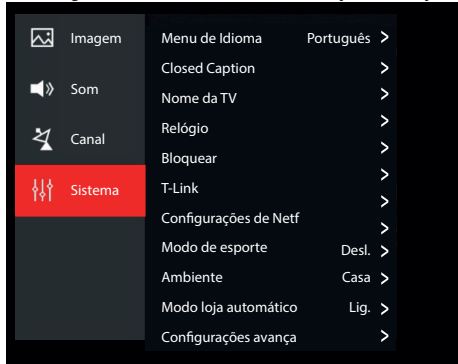 Imagem
Som
Canal
Sistema
Menu de Idioma Português >
Closed Caption >
Nome da TV >
Relógio >
Bloquear >
T-Link >
Configurações de Netf >
Modo de esporte Desl. >
Ambiente Casa >
Modo loja automático Lig. >
Configurações avança >